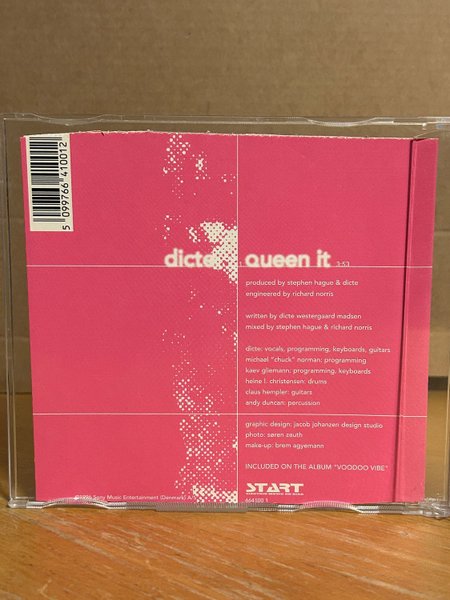 5 099766 410012
dicte 1 queen it 3:53
produced by stephen hague & dicte
engineered by richard norris
written by dicte westergaard madsen
mixed by stephen hague & richard norris
dicte: vocals, programming, keyboards, guitars
michael "chuck" norman: programming
kaev gliemann: programming, keyboards
heine l. christensen: drums
claus hempler: guitars
andy duncan: percussion
graphic design: jacob johanzen design studio
photo: søren zeuth
make-up: brem agyemann
INCLUDED ON THE ALBUM "VOODOO VIBE"
Sony Music Entertainment (Denmark) A/S
START
664100 1